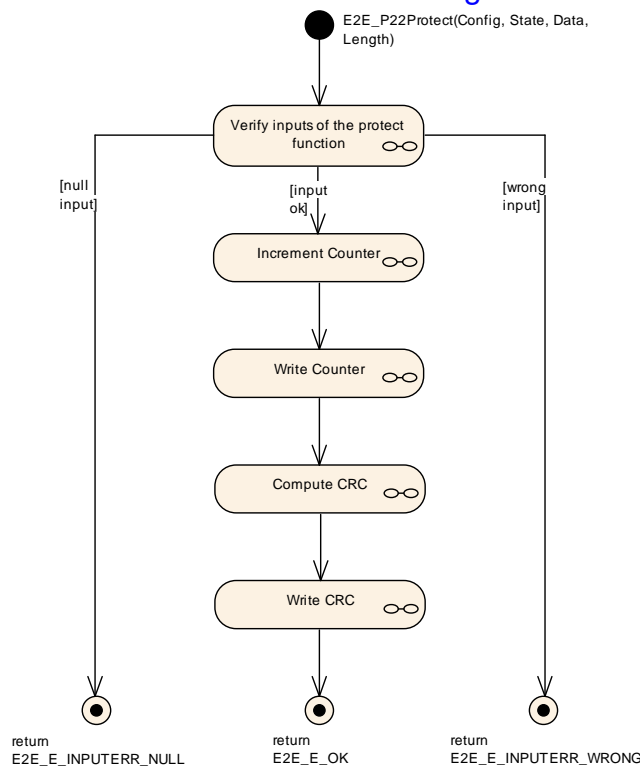 E2E_P22Protect(Config, State, Data,
Length)
Verify inputs of the protect
function
[null
input]
[input
ok]
[wrong
input]
Increment Counter
Write Counter
Compute CRC
Write CRC
return
E2E_E_INPUTERR_NULL
return
E2E_E_OK
return
E2E_E_INPUTERR_WRONG